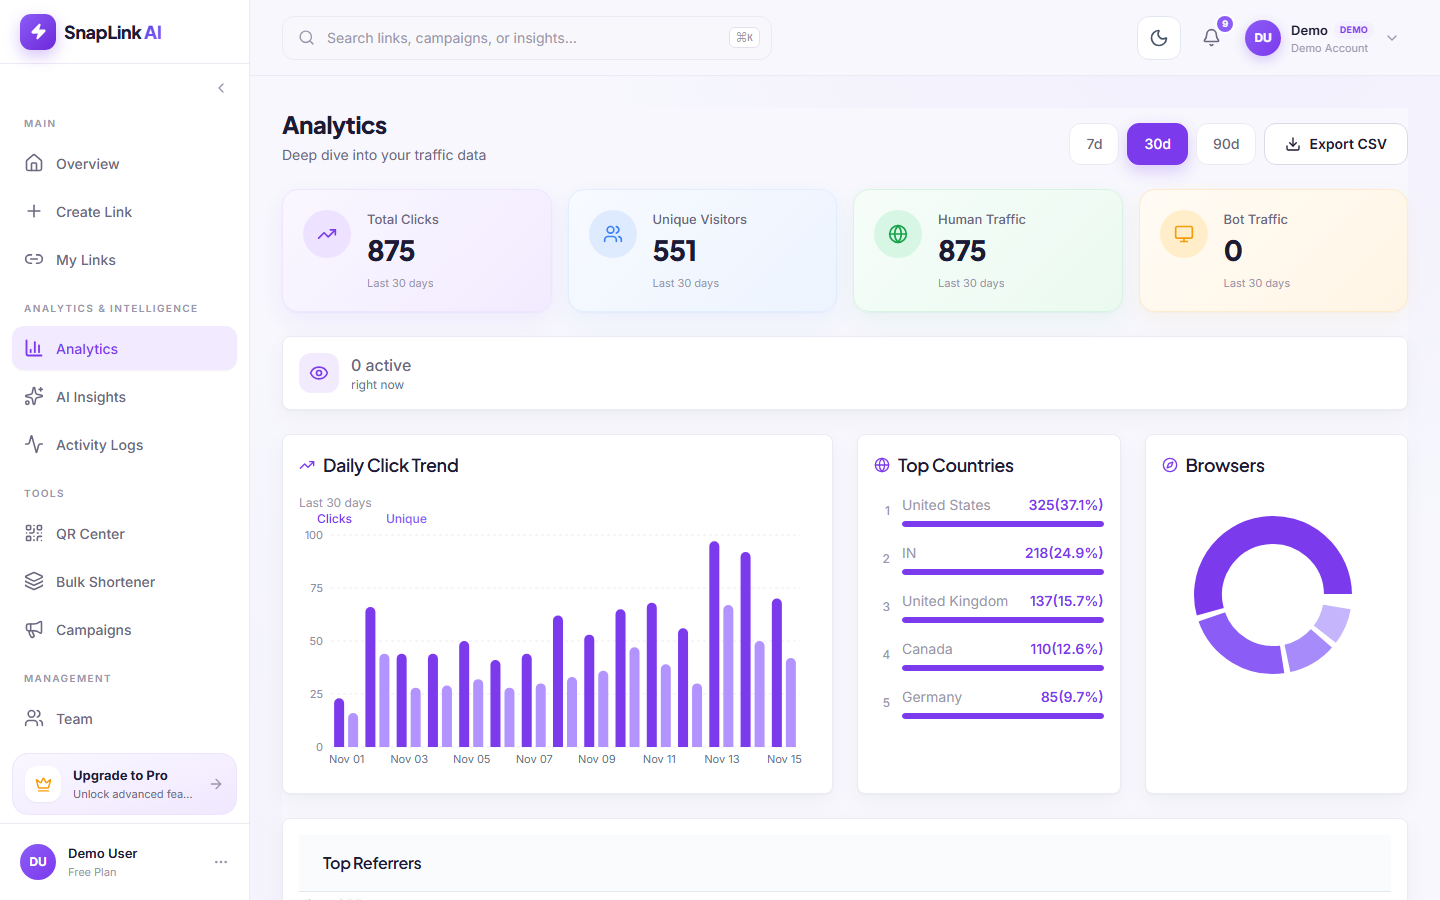 SnapLink AI
Search links, campaigns, or insights...
⌘K
9
DU
Demo DEMO
Demo Account
MAIN
Overview
Create Link
My Links
ANALYTICS & INTELLIGENCE
Analytics
AI Insights
Activity Logs
TOOLS
QR Center
Bulk Shortener
Campaigns
MANAGEMENT
Team
Upgrade to Pro
Unlock advanced fea...
DU
Demo User
Free Plan
Analytics
Deep dive into your traffic data
7d
30d
90d
Export CSV
Total Clicks
875
Last 30 days
Unique Visitors
551
Last 30 days
Human Traffic
875
Last 30 days
Bot Traffic
0
Last 30 days
0 active
right now
Daily Click Trend
Last 30 days
Clicks Unique
100
75
50
25
0
Nov 01 Nov 03 Nov 05 Nov 07 Nov 09 Nov 11 Nov 13 Nov 15
Top Countries
1 United States 325(37.1%)
2 IN 218(24.9%)
3 United Kingdom 137(15.7%)
4 Canada 110(12.6%)
5 Germany 85(9.7%)
Browsers
Top Referrers